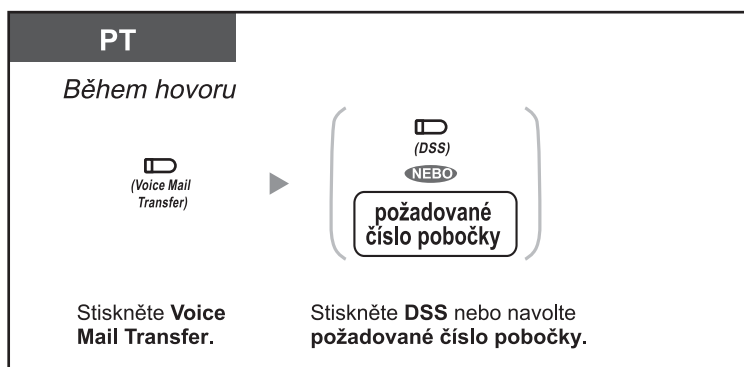 PT
Během hovoru
(Voice Mail
Transfer)
(DSS)
NEBO
požadované
číslo pobočky
Stiskněte Voice
Mail Transfer.
Stiskněte DSS nebo navolte
požadované číslo pobočky.